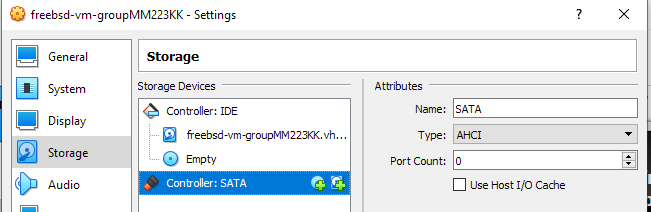 freebsd-vm-groupMM223KK - Settings
General
System
Display
Storage
Audio
Storage
Storage Devices
Controller: IDE
freebsd-vm-groupMM223KK.vh...
Empty
Controller: SATA
Attributes
Name: SATA
Type: AHCI
Port Count: 0
Use Host I/O Cache